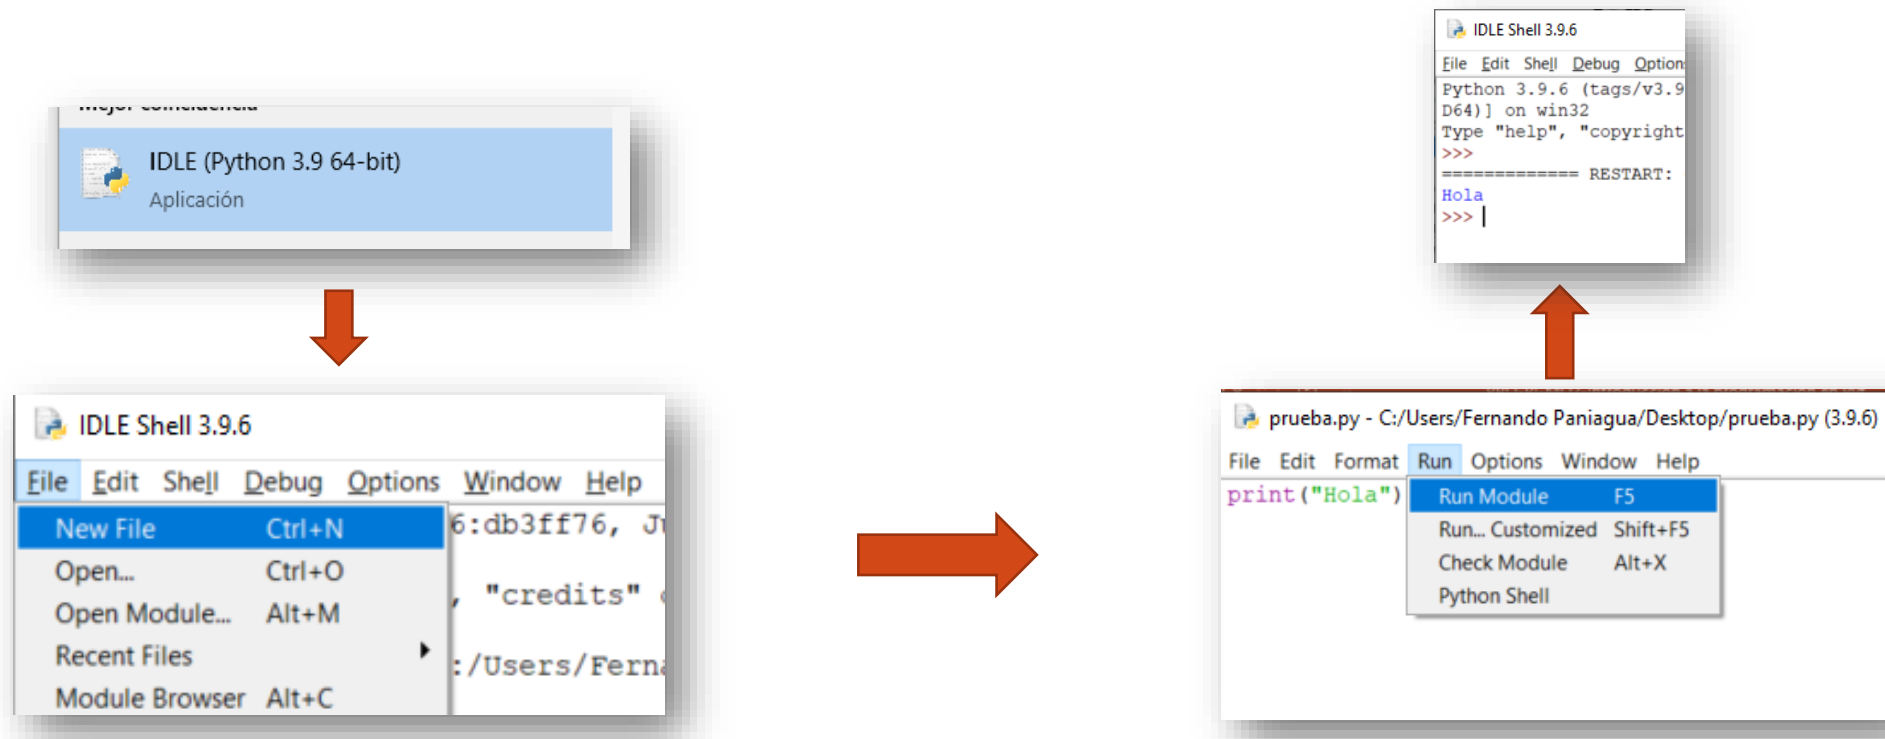 Mejor coincidencia
IDLE (Python 3.9 64-bit)
Aplicación
IDLE Shell 3.9.6
File Edit Shell Debug Options Window Help
New File Ctrl+N
Open... Ctrl+O
Open Module... Alt+M
Recent Files
Module Browser Alt+C
6:db3ff76, Ju
, "credits"
:/Users/Ferna
prueba.py - C:/Users/Fernando Paniagua/Desktop/prueba.py (3.9.6)
File Edit Format Run Options Window Help
print("Hola")
Run Module F5
Run... Customized Shift+F5
Check Module Alt+X
Python Shell
IDLE Shell 3.9.6
File Edit Shell Debug Option
Python 3.9.6 (tags/v3.9
D64)] on win32
Type "help", "copyright
>>>
============= RESTART:
Hola
>>>